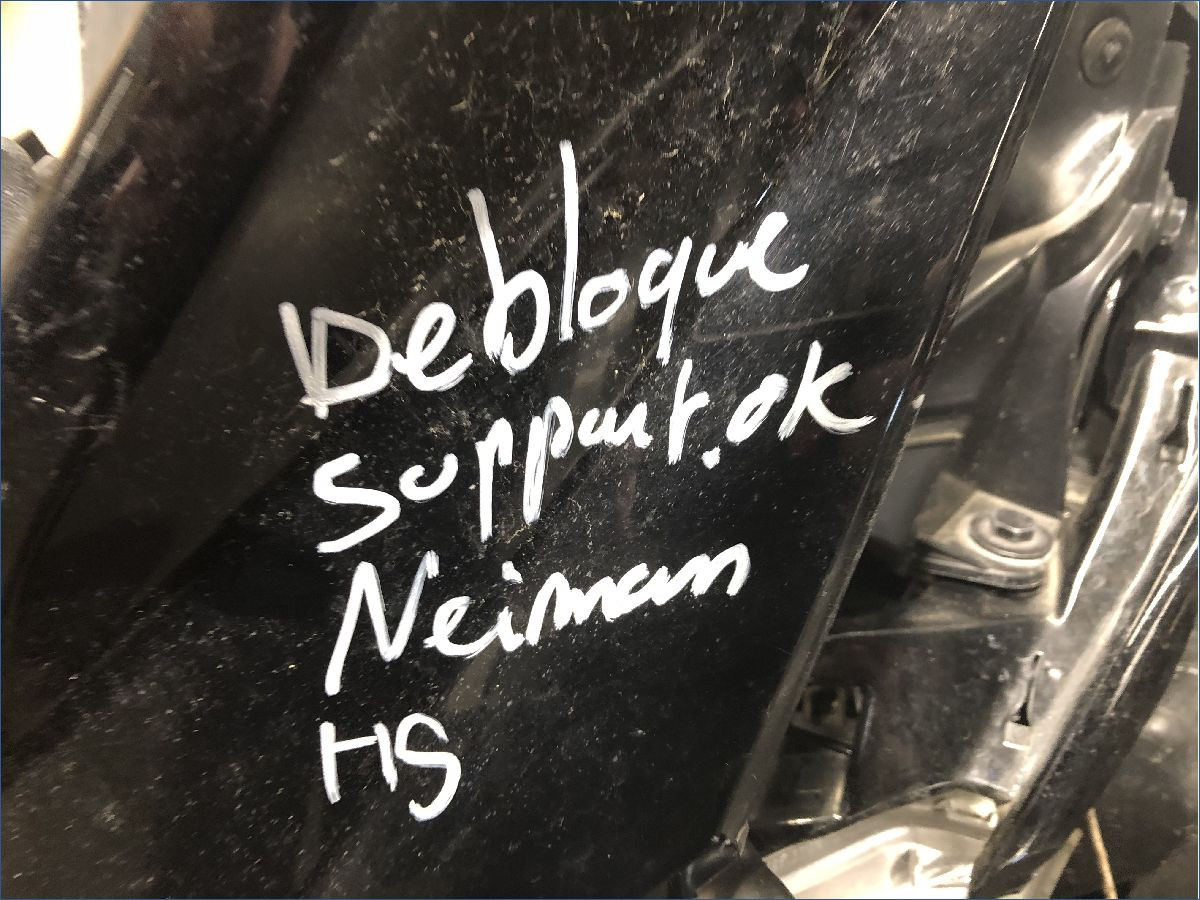 Debloque
support.ok
Neiman
HS